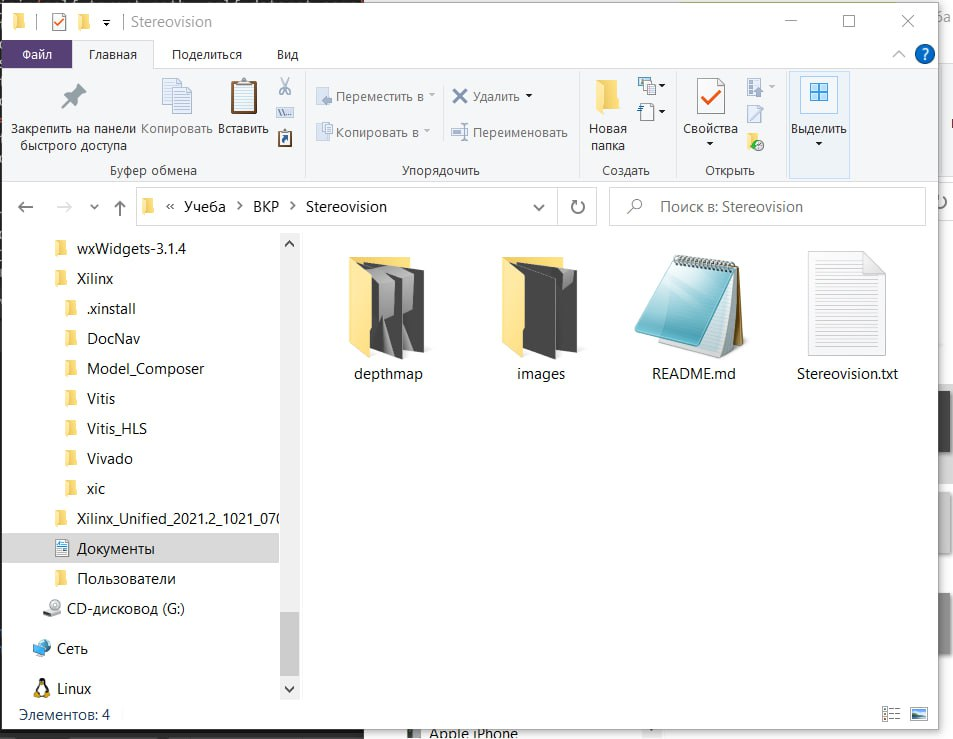 Stereovision
Файл Главная Поделиться Вид
Закрепить на панели быстрого доступа
Копировать
Вставить
Буфер обмена
Переместить в
Копировать в
Удалить
Переименовать
Упорядочить
Новая папка
Создать
Свойства
Открыть
Выделить
« Учеба > ВКР > Stereovision
Поиск в: Stereovision
wxWidgets-3.1.4
Xilinx
.xinstall
DocNav
Model_Composer
Vitis
Vitis_HLS
Vivado
xic
Xilinx_Unified_2021.2_1021_070
Документы
Пользователи
CD-дисковод (G:)
Сеть
Linux
depthmap
images
README.md
Stereovision.txt
Элементов: 4
Apple iPhone